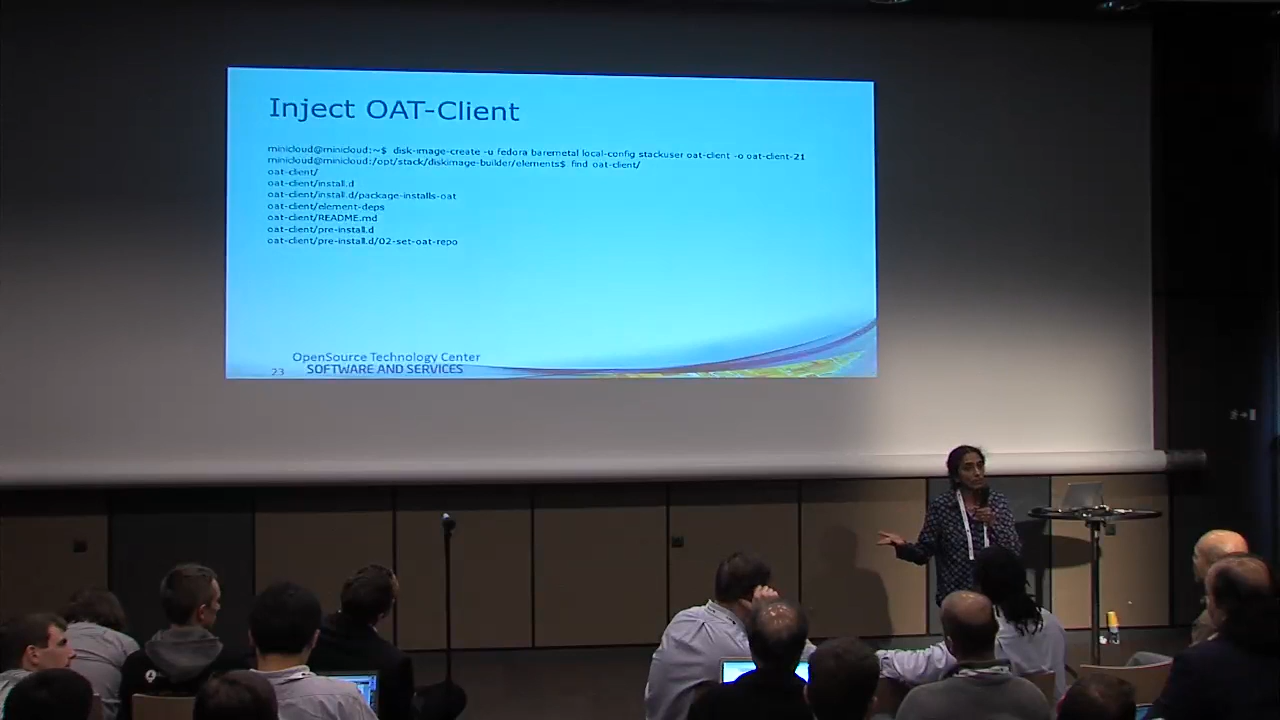 Inject OAT-Client
minicloud@minicloud:~$ disk-image-create -u fedora baremetal local-config stackuser oat-client -o oat-client-21
minicloud@minicloud:/opt/stack/diskimage-builder/elements$ find oat-client/
oat-client/
oat-client/install.d
oat-client/install.d/package-installs-oat
oat-client/element-deps
oat-client/README.md
oat-client/pre-install.d
oat-client/pre-install.d/02-set-oat-repo
OpenSource Technology Center
23 SOFTWARE AND SERVICES